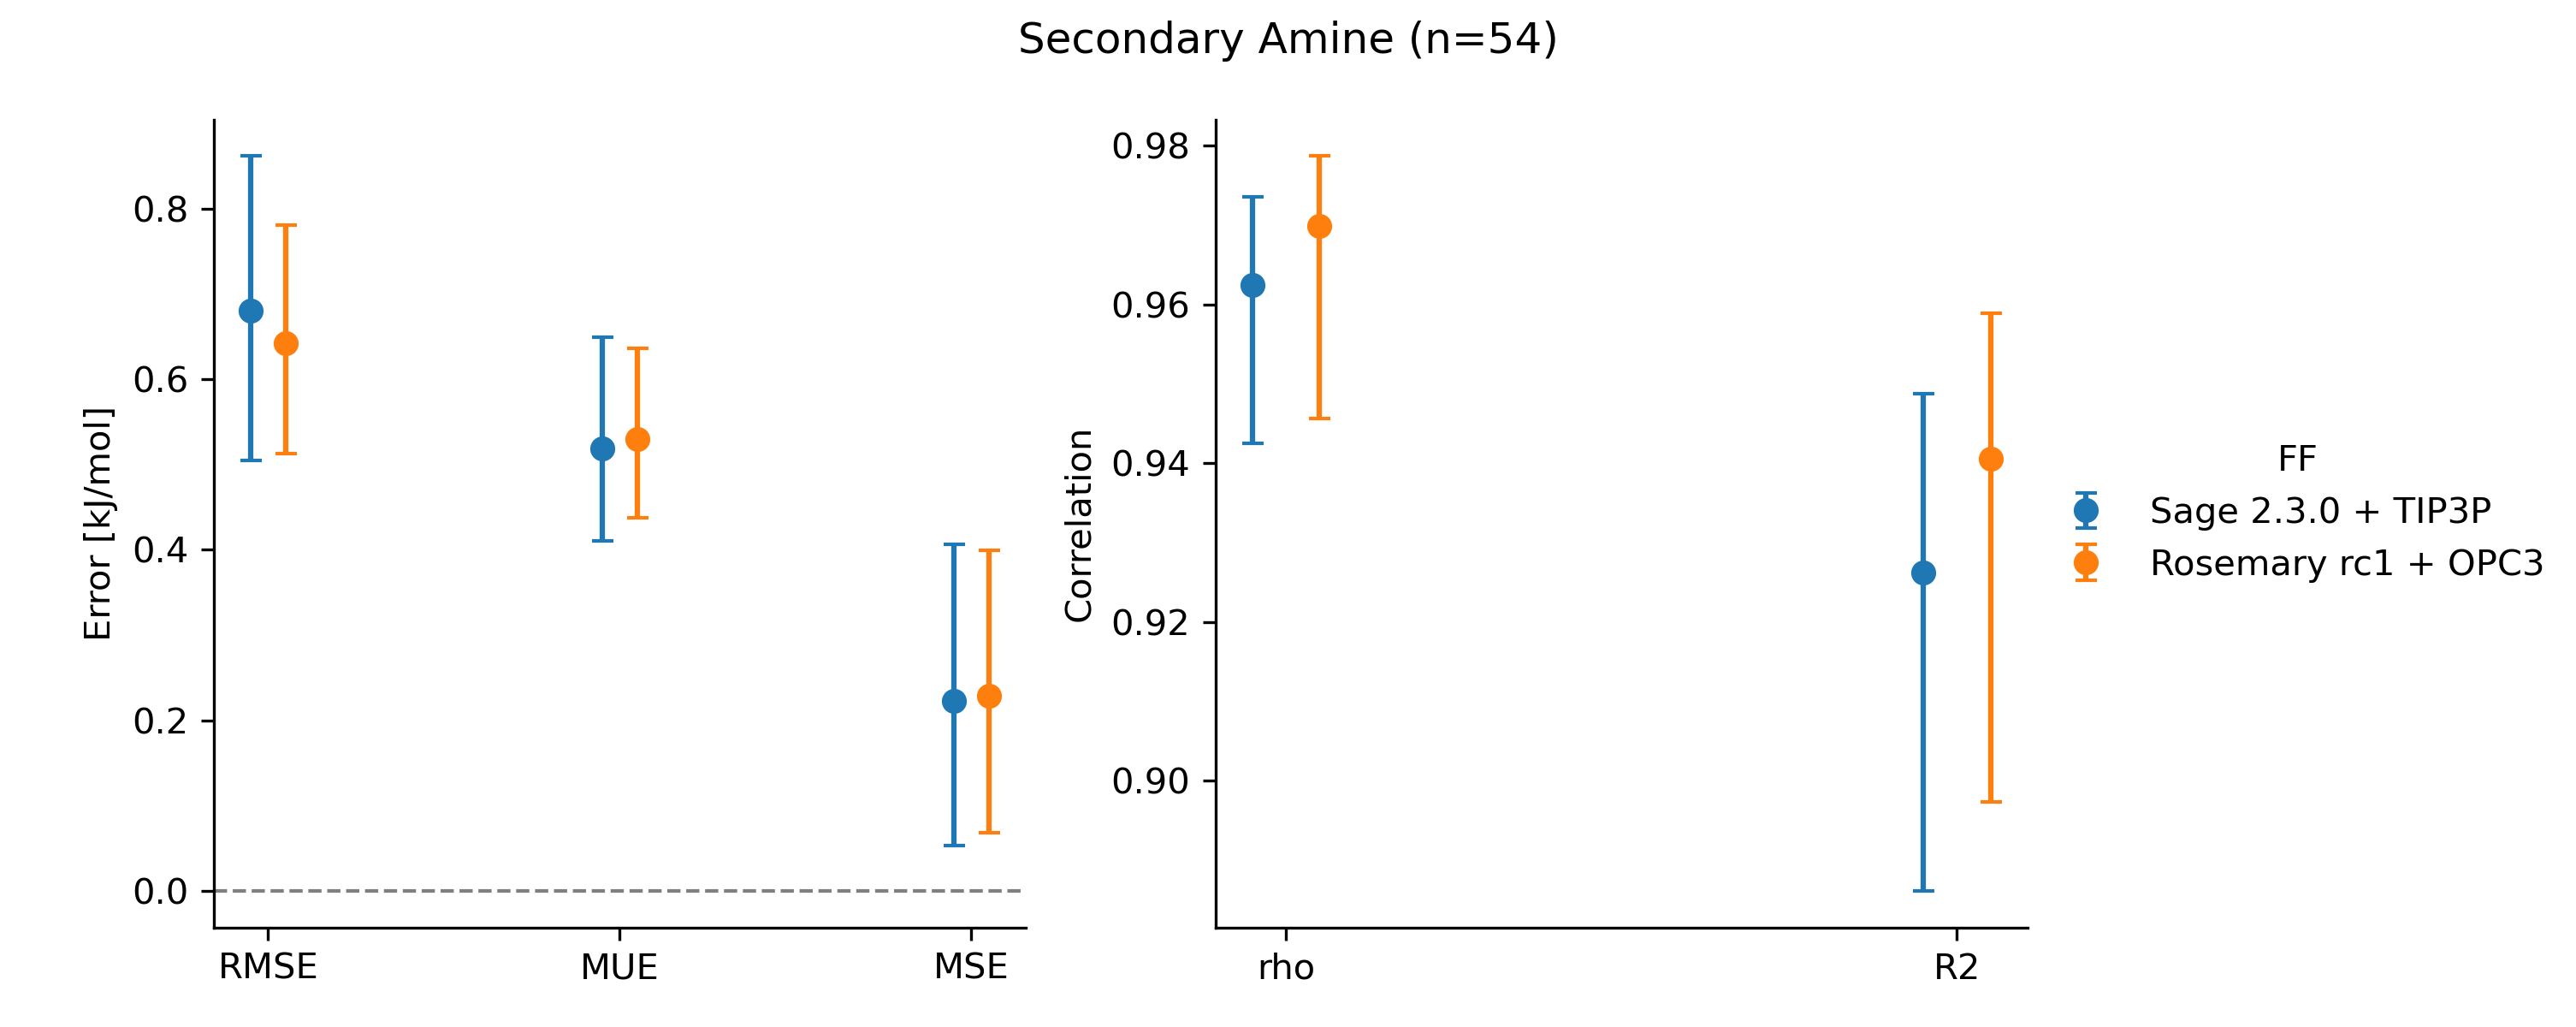 Secondary Amine (n=54)
Error [kJ/mol]
0.8
0.6
0.4
0.2
0.0
RMSE
MUE
MSE
Correlation
0.98
0.96
0.94
0.92
0.90
rho
R2
FF
Sage 2.3.0 + TIP3P
Rosemary rc1 + OPC3